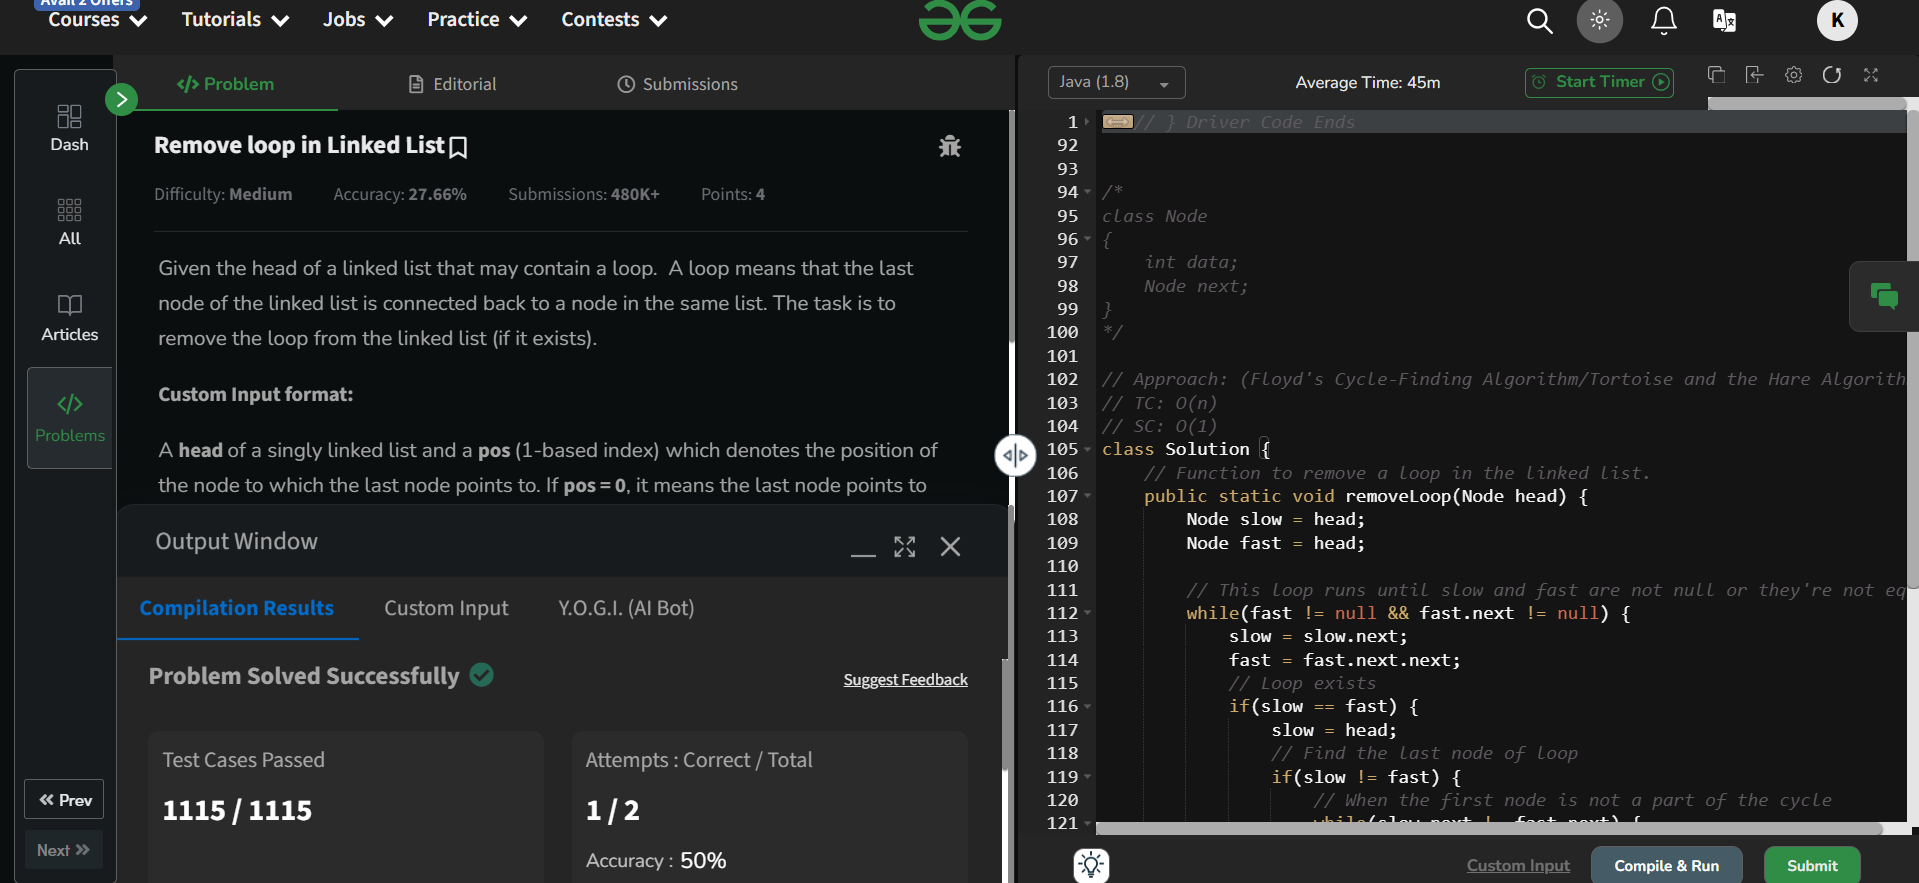 Avail 2 Offers
Courses
Tutorials
Jobs
Practice
Contests
K
Dash
All
Articles
</> Problems
Prev
Next
</> Problem
Editorial
Submissions
Remove loop in Linked List
Difficulty: Medium Accuracy: 27.66% Submissions: 480K+ Points: 4
Given the head of a linked list that may contain a loop. A loop means that the last
node of the linked list is connected back to a node in the same list. The task is to
remove the loop from the linked list (if it exists).
Custom Input format:
A head of a singly linked list and a pos (1-based index) which denotes the position of
the node to which the last node points to. If pos = 0, it means the last node points to
Output Window
Compilation Results
Custom Input
Y.O.G.I. (AI Bot)
Problem Solved Successfully
Suggest Feedback
Test Cases Passed
1115 / 1115
Attempts : Correct / Total
1 / 2
Accuracy : 50%
Java (1.8)
Average Time: 45m
Start Timer
1 // } Driver Code Ends
92
93
94 /*
95 class Node
96 {
97 int data;
98 Node next;
99 }
100 */
101
102 // Approach: (Floyd's Cycle-Finding Algorithm/Tortoise and the Hare Algorith
103 // TC: O(n)
104 // SC: O(1)
105 class Solution {
106 // Function to remove a loop in the linked list.
107 public static void removeLoop(Node head) {
108 Node slow = head;
109 Node fast = head;
110
111 // This loop runs until slow and fast are not null or they're not eq
112 while(fast != null && fast.next != null) {
113 slow = slow.next;
114 fast = fast.next.next;
115 // Loop exists
116 if(slow == fast) {
117 slow = head;
118 // Find the last node of loop
119 if(slow != fast) {
120 // When the first node is not a part of the cycle
121 while(slow.next != fast.next) {
Custom Input
Compile & Run
Submit